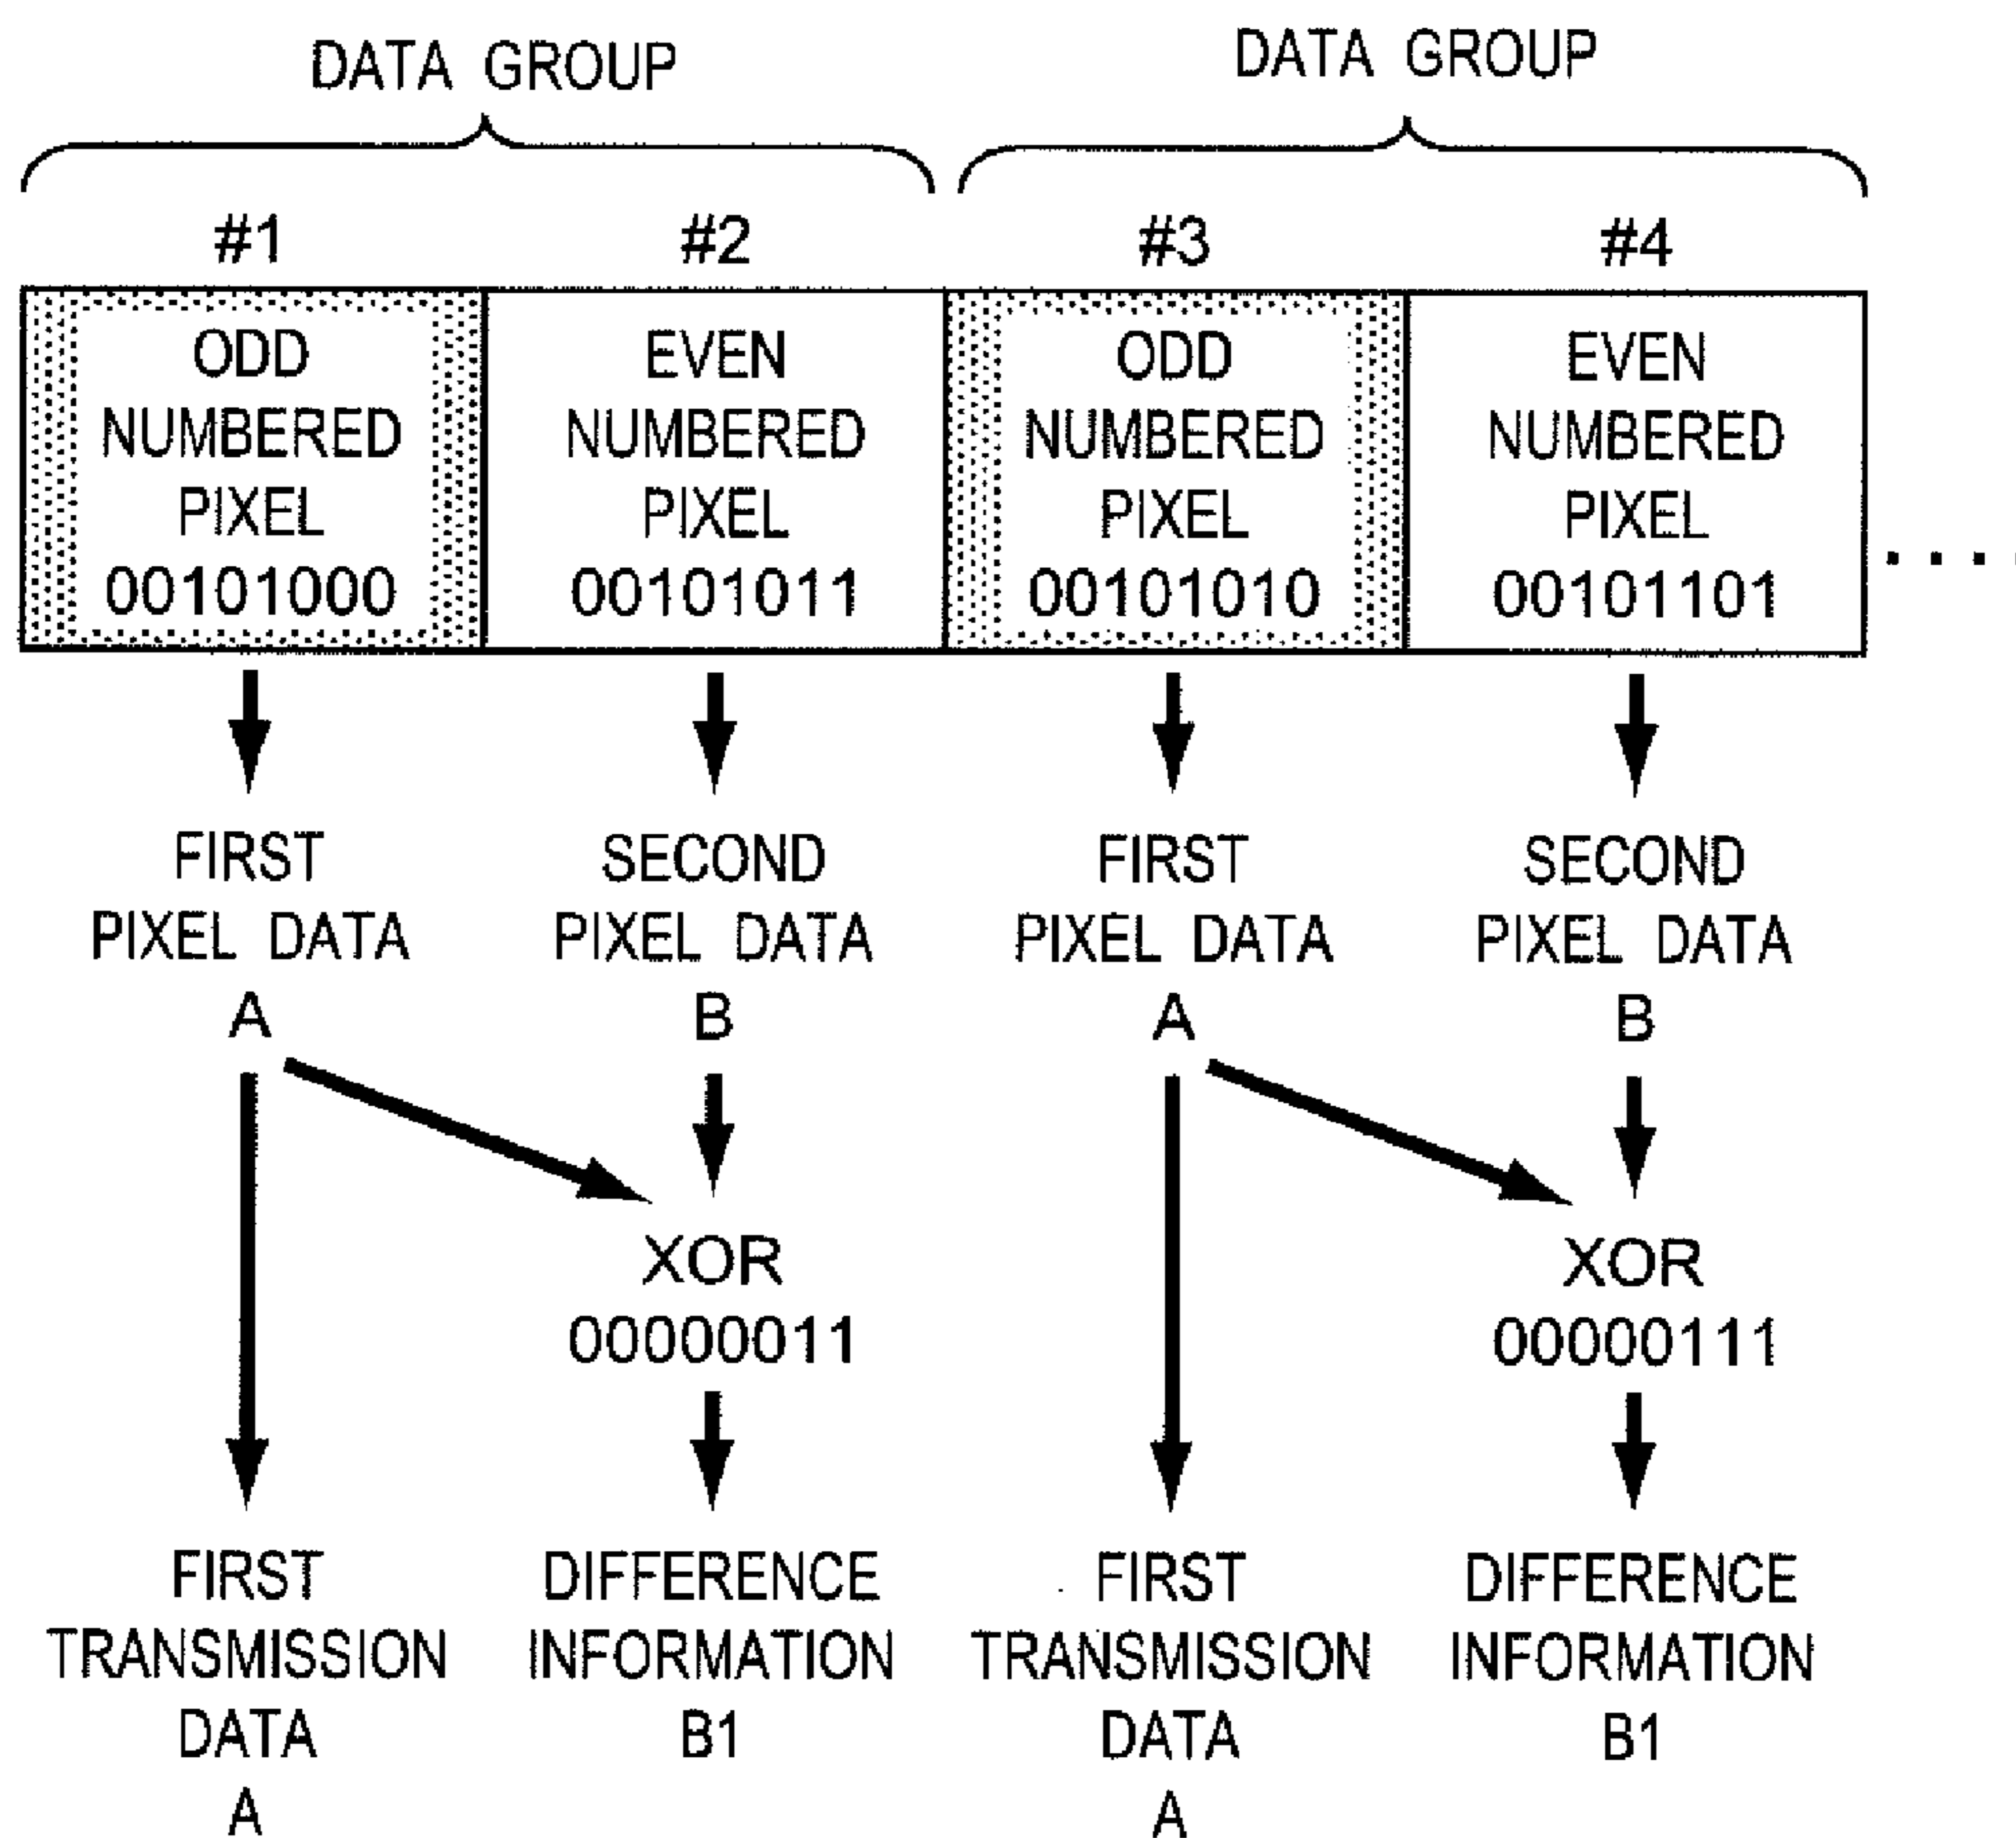 DATA GROUP
DATA GROUP
#1 #2 #3 #4
ODD EVEN ODD EVEN
NUMBERED NUMBERED NUMBERED NUMBERED
PIXEL PIXEL PIXEL PIXEL
00101000 00101011 00101010 00101101
....
FIRST SECOND FIRST SECOND
PIXEL DATA PIXEL DATA PIXEL DATA PIXEL DATA
A B A B
XOR XOR
00000011 00000111
FIRST DIFFERENCE FIRST DIFFERENCE
TRANSMISSION INFORMATION TRANSMISSION INFORMATION
DATA B1 DATA B1
A A